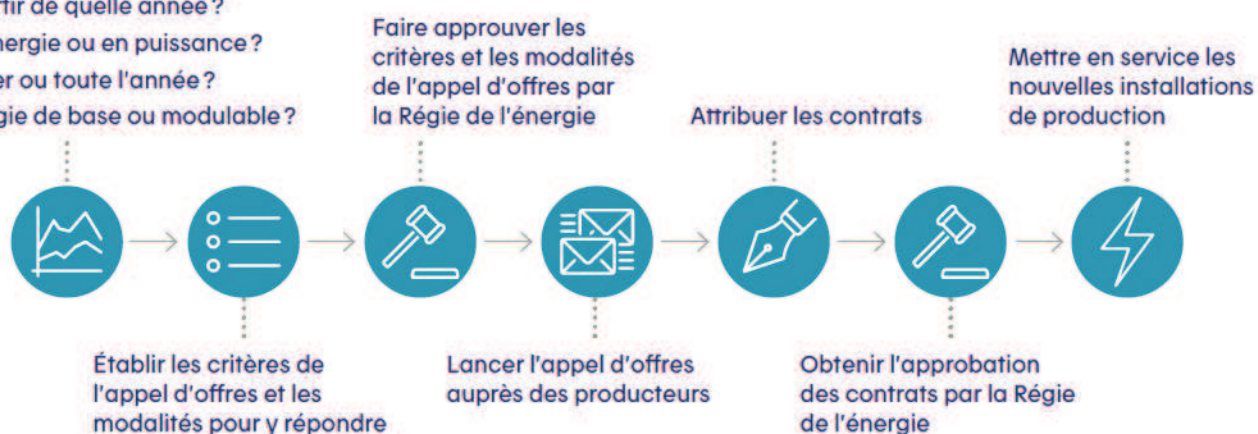 quelle année ?
ou en puissance ?
ou toute l'année ?
de base ou modulable ?
Établir les critères de
l'appel d'offres et les
modalités pour y répondre
Faire approuver les
critères et les modalités
de l'appel d'offres par
la Régie de l'énergie
Lancer l'appel d'offres
auprès des producteurs
Attribuer les contrats
Obtenir l'approbation
des contrats par la Régie
de l'énergie
Mettre en service les
nouvelles installations
de production